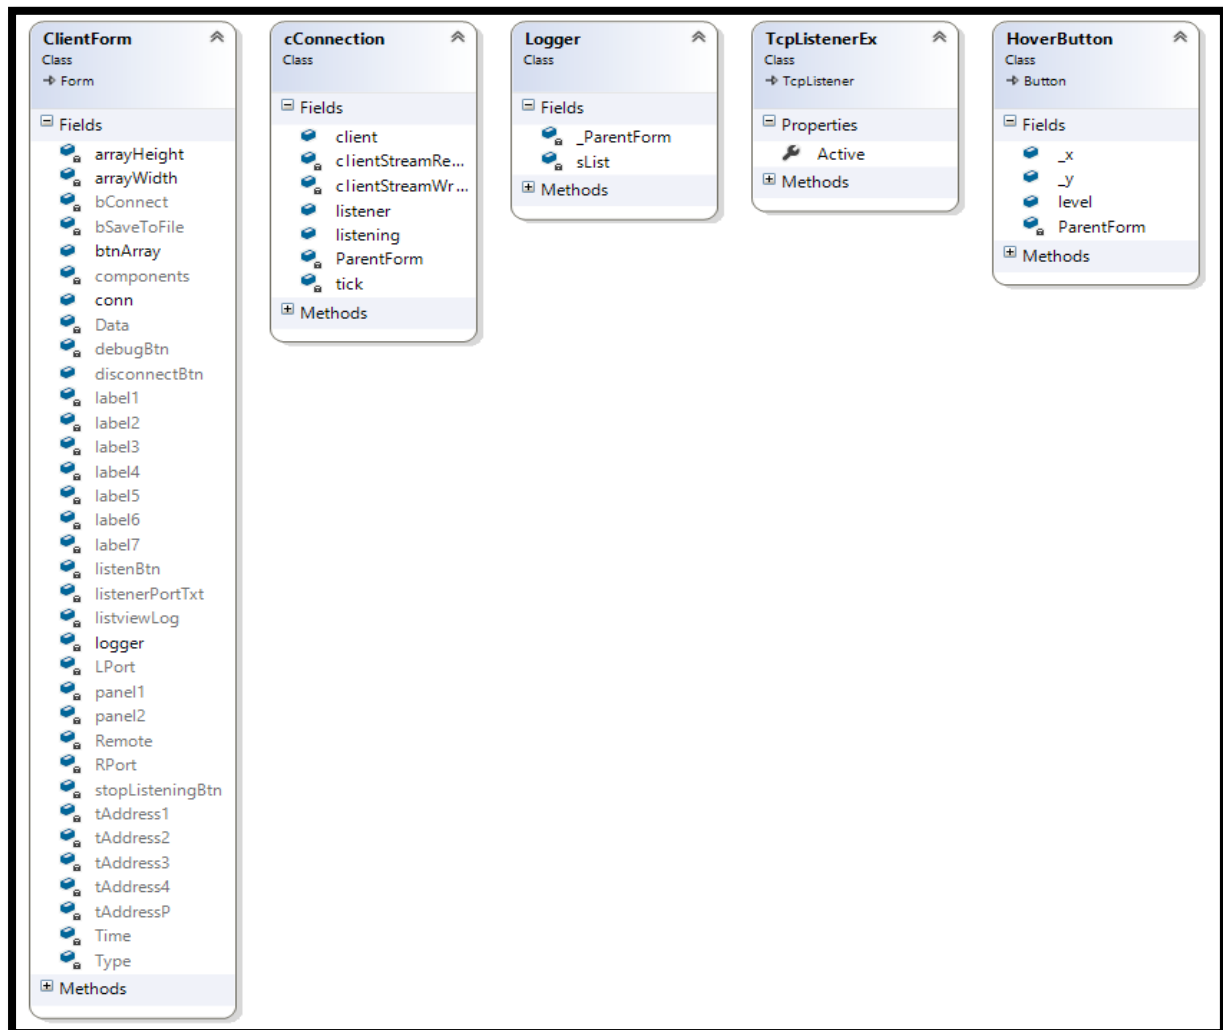 ClientForm
Class
Form
Fields
arrayHeight
arrayWidth
bConnect
bSaveToFile
btnArray
components
conn
Data
debugBtn
disconnectBtn
label1
label2
label3
label4
label5
label6
label7
listenBtn
listenerPortTxt
listviewLog
logger
LPort
panel1
panel2
Remote
RPort
stopListeningBtn
tAddress1
tAddress2
tAddress3
tAddress4
tAddressP
Time
Type
Methods
cConnection
Class
Fields
client
clientStreamRe...
clientStreamWr...
listener
listening
ParentForm
tick
Methods
Logger
Class
Fields
_ParentForm
sList
Methods
TcpListenerEx
Class
TcpListener
Properties
Active
Methods
HoverButton
Class
Button
Fields
_x
_y
level
ParentForm
Methods